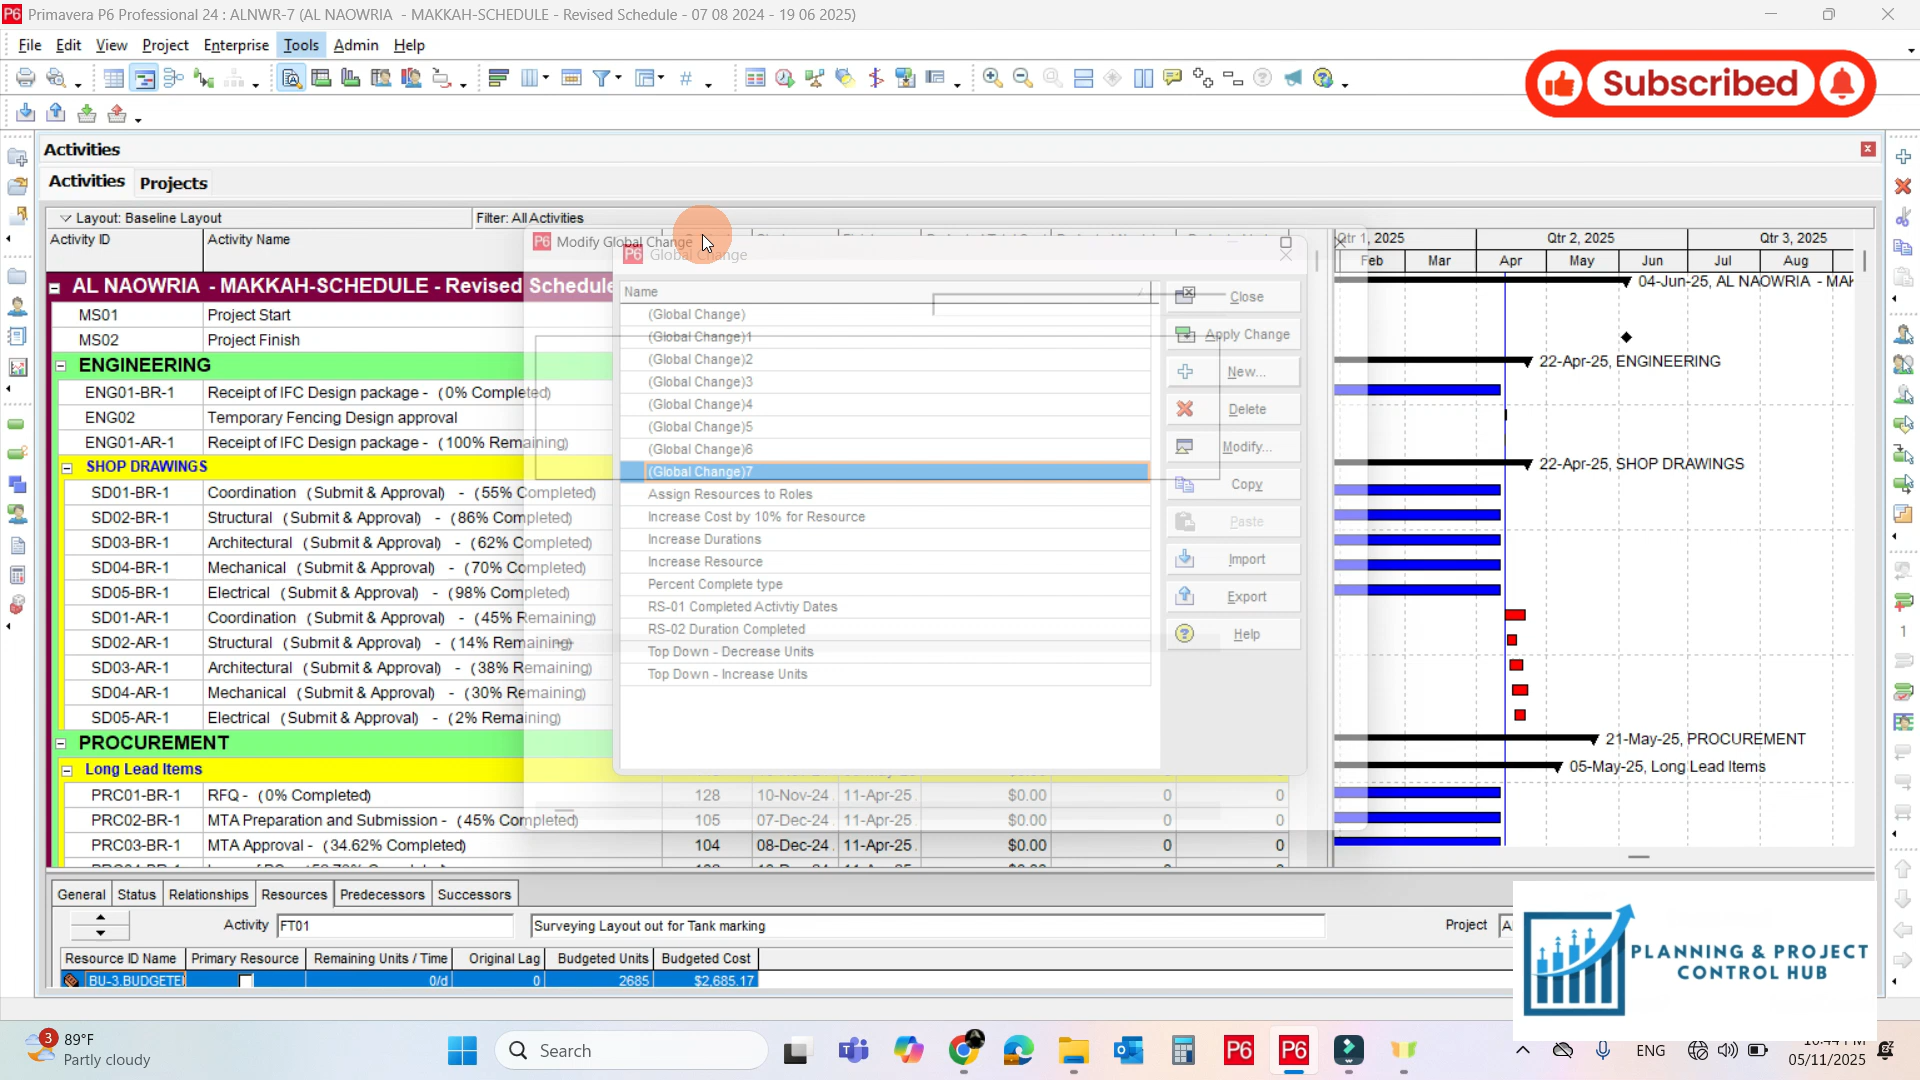 Primavera P6 Professional 24 : ALNWR-7 (AL NAOWRIA - MAKKAH-SCHEDULE - Revised Schedule - 07 08 2024 - 19 06 2025)
File Edit View Project Enterprise Tools Admin Help
Subscribed
Activities
Activities Projects
Layout: Baseline Layout Filter: All Activities
Activity ID Activity Name
Qtr 1, 2025 Qtr 2, 2025 Qtr 3, 2025
Feb Mar Apr May Jun Jul Aug
AL NAOWRIA - MAKKAH-SCHEDULE - Revised Schedule
04-Jun-25, AL NAOWRIA - MAK
MS01 Project Start
MS02 Project Finish
ENGINEERING 22-Apr-25, ENGINEERING
ENG01-BR-1 Receipt of IFC Design package - (0% Completed)
ENG02 Temporary Fencing Design approval
ENG01-AR-1 Receipt of IFC Design package - (100% Remaining)
SHOP DRAWINGS 22-Apr-25, SHOP DRAWINGS
SD01-BR-1 Coordination (Submit & Approval) - (55% Completed)
SD02-BR-1 Structural (Submit & Approval) - (86% Completed)
SD03-BR-1 Architectural (Submit & Approval) - (62% Completed)
SD04-BR-1 Mechanical (Submit & Approval) - (70% Completed)
SD05-BR-1 Electrical (Submit & Approval) - (98% Completed)
SD01-AR-1 Coordination (Submit & Approval) - (45% Remaining)
SD02-AR-1 Structural (Submit & Approval) - (14% Remaining)
SD03-AR-1 Architectural (Submit & Approval) - (38% Remaining)
SD04-AR-1 Mechanical (Submit & Approval) - (30% Remaining)
SD05-AR-1 Electrical (Submit & Approval) - (2% Remaining)
PROCUREMENT 21-May-25, PROCUREMENT
Long Lead Items 05-May-25, Long Lead Items
PRC01-BR-1 RFQ - (0% Completed) 128 10-Nov-24 11-Apr-25 $0.00 0 0
PRC02-BR-1 MTA Preparation and Submission - (45% Completed) 105 07-Dec-24 11-Apr-25 $0.00 0 0
PRC03-BR-1 MTA Approval - (34.62% Completed) 104 08-Dec-24 11-Apr-25 $0.00 0 0
Modify Global Change
Global Change
Name
(Global Change)
(Global Change)1
(Global Change)2
(Global Change)3
(Global Change)4
(Global Change)5
(Global Change)6
(Global Change)7
Assign Resources to Roles
Increase Cost by 10% for Resource
Increase Durations
Increase Resource
Percent Complete type
RS-01 Completed Activtiy Dates
RS-02 Duration Completed
Top Down - Decrease Units
Top Down - Increase Units
Close
Apply Change
New...
Delete
Modify...
Copy
Paste
Import
Export
Help
General Status Relationships Resources Predecessors Successors
Activity FT01 Surveying Layout out for Tank marking Project A
Resource ID Name Primary Resource Remaining Units / Time Original Lag Budgeted Units Budgeted Cost
BU-3.BUDGETE 0/d 0 2685 $2,685.17
PLANNING & PROJECT
CONTROL HUB
3
89°F
Partly cloudy
Search
ENG
05/11/2025